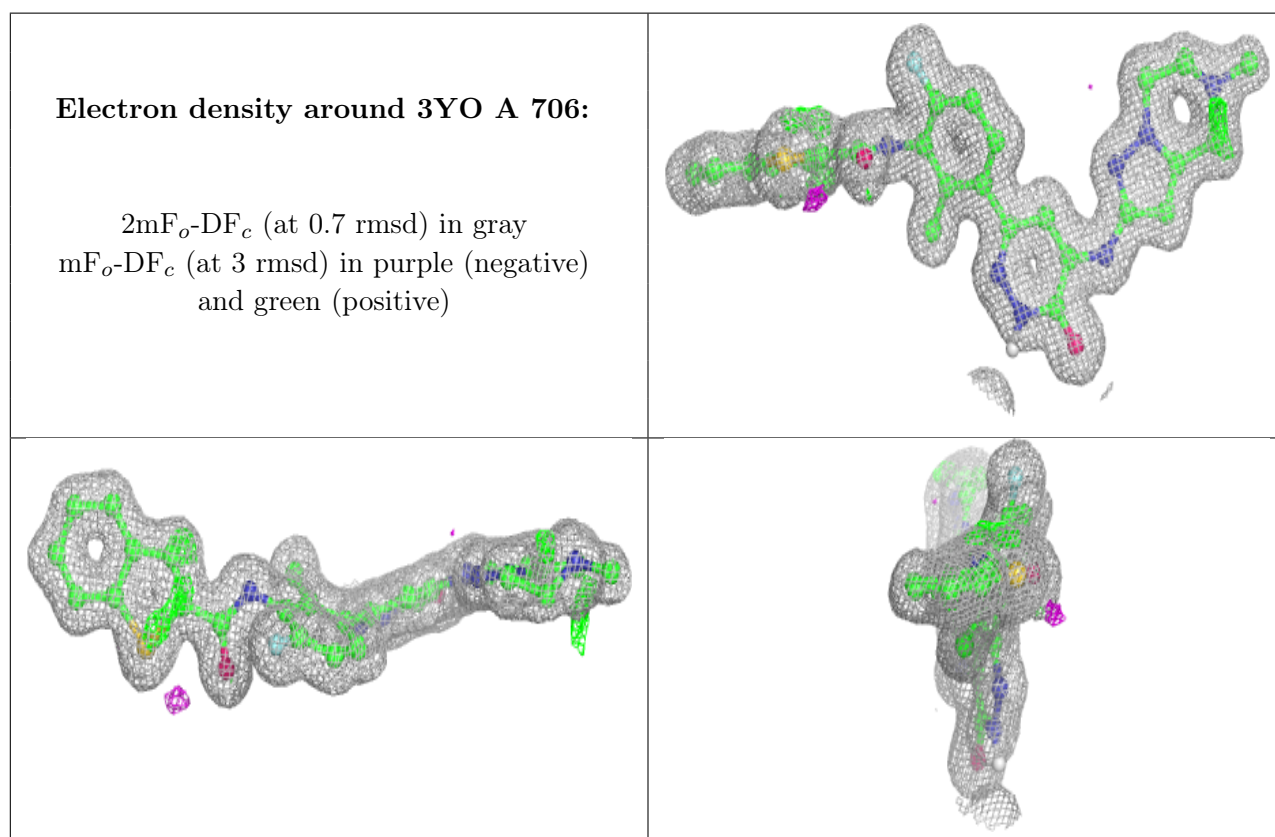 Electron density around 3YO A 706:
2mFo-DFc (at 0.7 rmsd) in gray
mFo-DFc (at 3 rmsd) in purple (negative)
and green (positive)